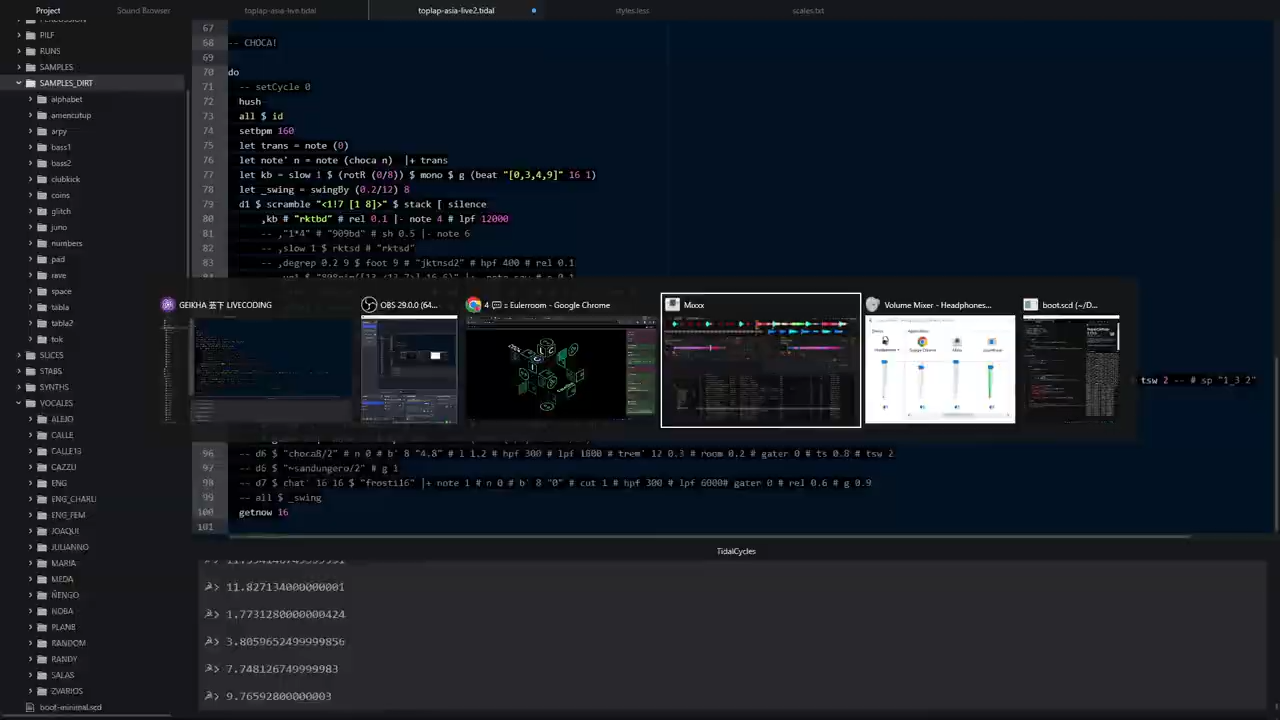 Project
Sound Browser
toplap-asia-live.tidal
toplap-asia-live2.tidal
styles.less
scales.txt
PILF
RUNS
SAMPLES
SAMPLES_DIRT
alphabet
amencutup
arpy
bass1
bass2
clubkick
coins
glitch
juno
numbers
pad
rave
space
tabla
tabla2
tok
SLICES
STABS
SYNTHS
VOCALES
ALEJO
CALLE
CALLE13
CAZZU
ENG
ENG_CHARLI
ENG_FEM
JOAQUI
JULIANNO
MARIA
MEDA
ÑENGO
NOBA
PLANB
RANDOM
RANDY
SALAS
ZVARIOS
boot-minimal.scd
67
68 -- CHOCA!
69
70 do
71 -- setCycle 0
72 hush
73 all $ id
74 setbpm 160
75 let trans = note (0)
76 let note' n = note (choca n) |+ trans
77 let kb = slow 1 $ (rotR (0/8)) $ mono $ g (beat "[0,3,4,9]" 16 1)
78 let _swing = swingBy (0.2/12) 8
79 d1 $ scramble "<1!7 [1 8]>" $ stack [ silence
80 ,kb # "rktbd" # rel 0.1 |- note 4 # lpf 12000
81 -- ,"1*4" # "909bd" # sh 0.5 |- note 6
82 -- ,slow 1 $ rktsd # "rktsd"
83 -- ,degrep 0.2 9 $ foot 9 # "jktnsd2" # hpf 400 # rel 0.1
GEIKHA 芸下 LIVECODING
OBS 29.0.0 (64...
4 💬 :: Eulerroom - Google Chrome
Mixxx
Volume Mixer - Headphones...
boot.scd (~/D...
tsw 2 -- # sp "1_3 2"
96 -- d6 $ "choca8/2" # n 0 # b' 8 "4.8" # l 1.2 # hpf 300 # lpf 1800 # trem' 12 0.3 # room 0.2 # gater 0 # ts 0.8 # tsw 2
97 -- d6 $ "~sandungero/2" # g 1
98 -- d7 $ chat' 16 16 $ "frosti16" |+ note 1 # n 0 # b' 8 "0" # cut 1 # hpf 300 # lpf 6000# gater 0 # rel 0.6 # g 0.9
99 -- all $ _swing
100 getnow 16
101
TidalCycles
11.827134000000001
1.7731280000000424
3.8059652499999856
7.748126749999983
9.76592800000003